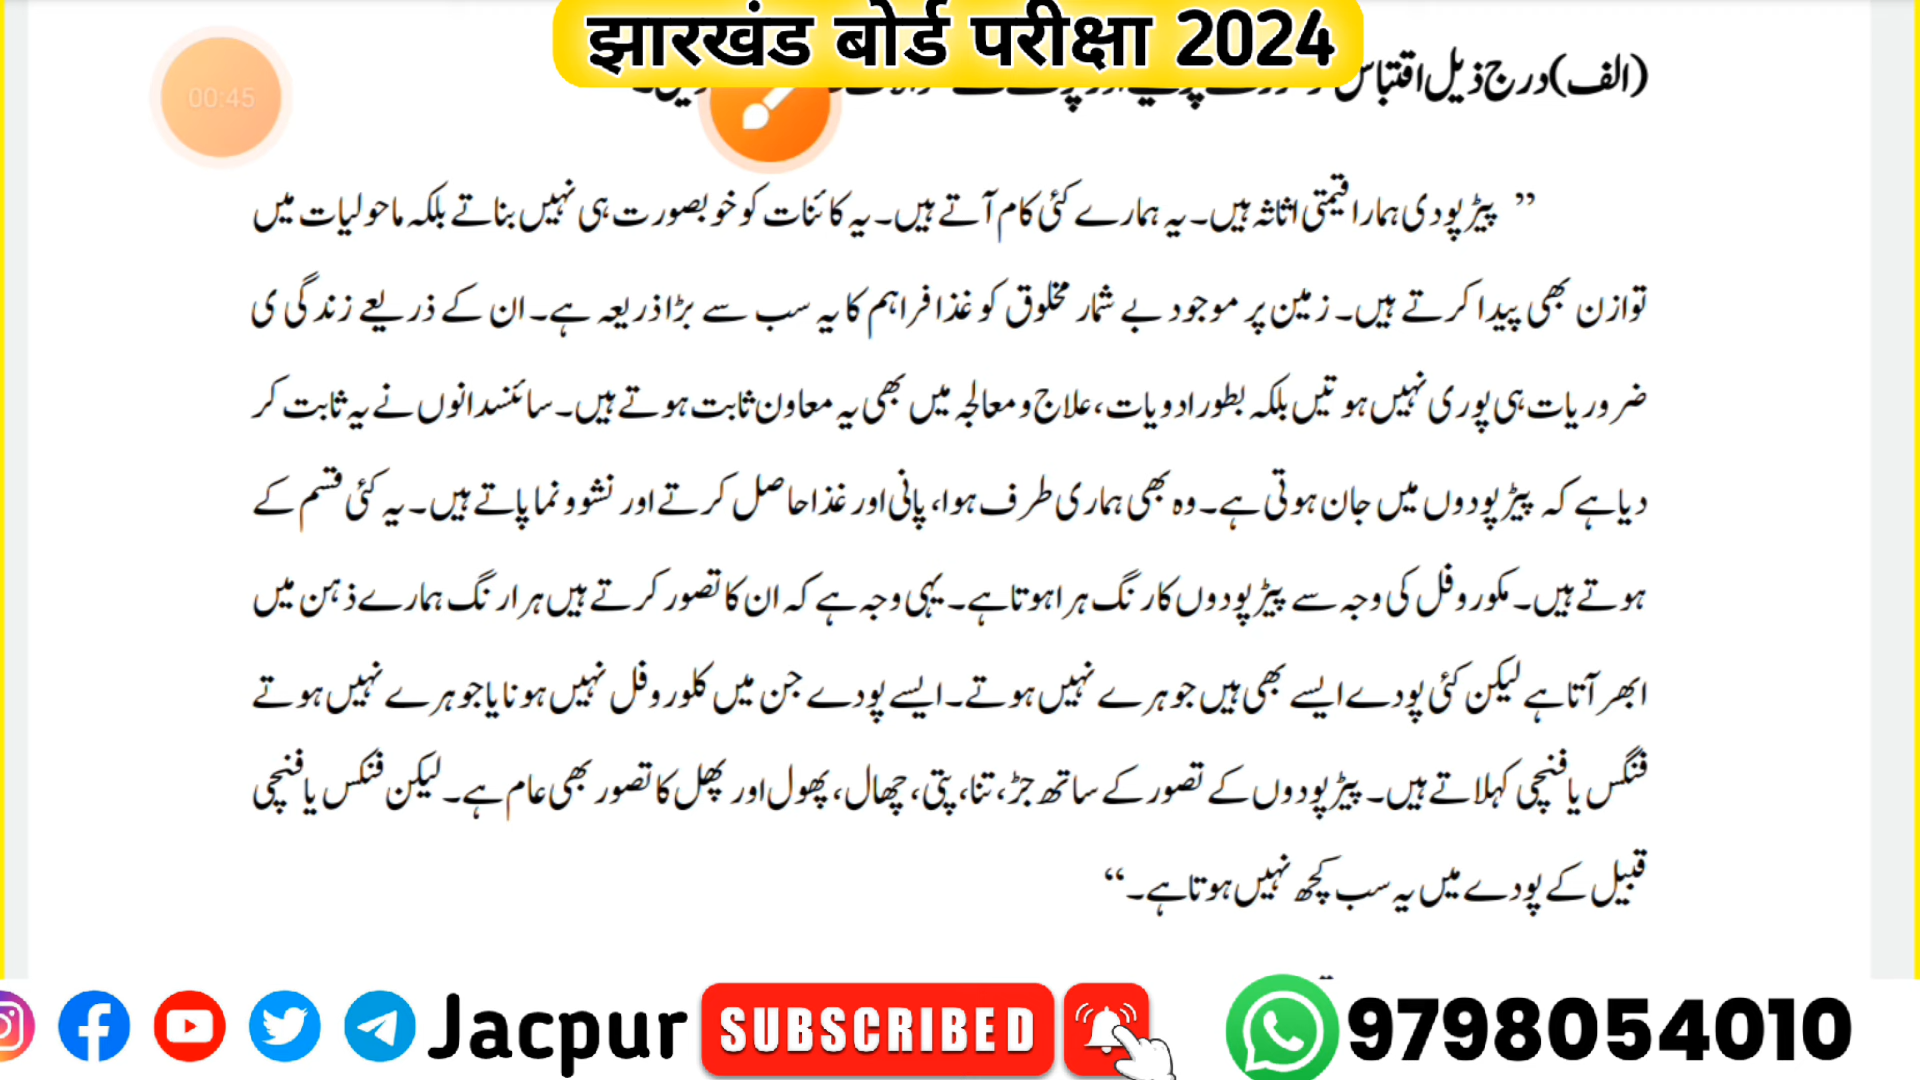 झारखंड बोर्ड परीक्षा 2024
(الف) درج ذیل اقتباس
00:45
” پیڑ پودی ہمارا قیمتی اثاثہ ہیں۔ یہ ہمارے کئی کام آتے ہیں۔ یہ کائنات کو خوبصورت ہی نہیں بناتے بلکہ ماحولیات میں
توازن بھی پیدا کرتے ہیں۔ زمین پر موجود بے شمار مخلوق کو غذا فراہم کا یہ سب سے بڑا ذریعہ ہے۔ ان کے ذریعے زندگی ی
ضروریات ہی پوری نہیں ہوتیں بلکہ بطور ادویات، علاج و معالجہ میں بھی یہ معاون ثابت ہوتے ہیں۔ سائنسدانوں نے یہ ثابت کر
دیا ہے کہ پیڑ پودوں میں جان ہوتی ہے۔ وہ بھی ہماری طرف ہوا، پانی اور غذا حاصل کرتے اور نشوونما پاتے ہیں۔ یہ کئی قسم کے
ہوتے ہیں۔ مکوروفل کی وجہ سے پیڑ پودوں کا رنگ ہرا ہوتا ہے۔ یہی وجہ ہے کہ ان کا تصور کرتے ہیں ہرا رنگ ہمارے ذہن میں
ابھر آتا ہے لیکن کئی پودے ایسے بھی ہیں جو ہرے نہیں ہوتے۔ ایسے پودے جن میں کلوروفل نہیں ہونا یا جو ہرے نہیں ہوتے
فنگس یا فنجی کہلاتے ہیں۔ پیڑ پودوں کے تصور کے ساتھ جڑ، تنا، پتی، چھال، پھول اور پھل کا تصور بھی عام ہے۔ لیکن فنکس یا فنجی
قبیل کے پودے میں یہ سب کچھ نہیں ہوتا ہے۔“
Jacpur SUBSCRIBED 9798054010